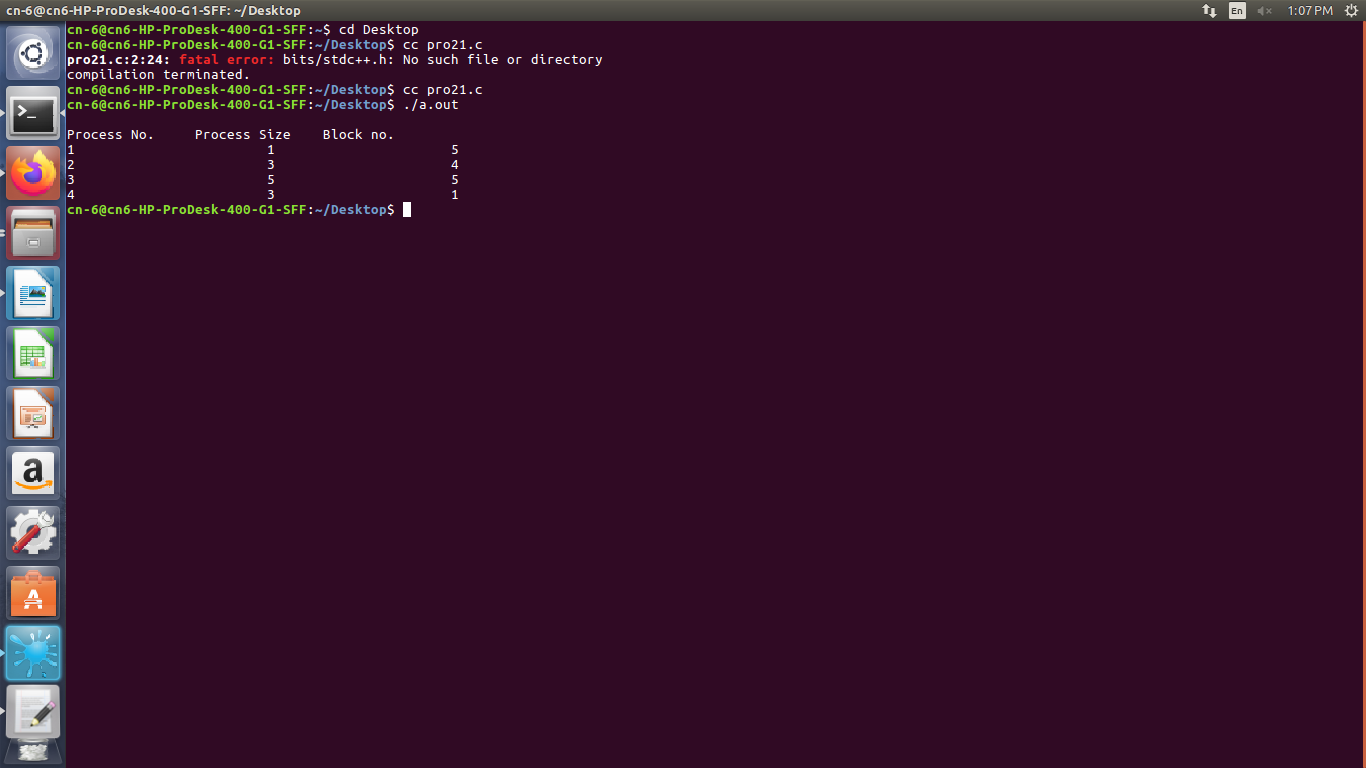 cn-6@cn6-HP-ProDesk-400-G1-SFF: ~/Desktop En 1:07 PM
cn-6@cn6-HP-ProDesk-400-G1-SFF:~$ cd Desktop
cn-6@cn6-HP-ProDesk-400-G1-SFF:~/Desktop$ cc pro21.c
pro21.c:2:24: fatal error: bits/stdc++.h: No such file or directory
compilation terminated.
cn-6@cn6-HP-ProDesk-400-G1-SFF:~/Desktop$ cc pro21.c
cn-6@cn6-HP-ProDesk-400-G1-SFF:~/Desktop$ ./a.out
Process No. Process Size Block no.
1 1 5
2 3 4
3 5 5
4 3 1
cn-6@cn6-HP-ProDesk-400-G1-SFF:~/Desktop$